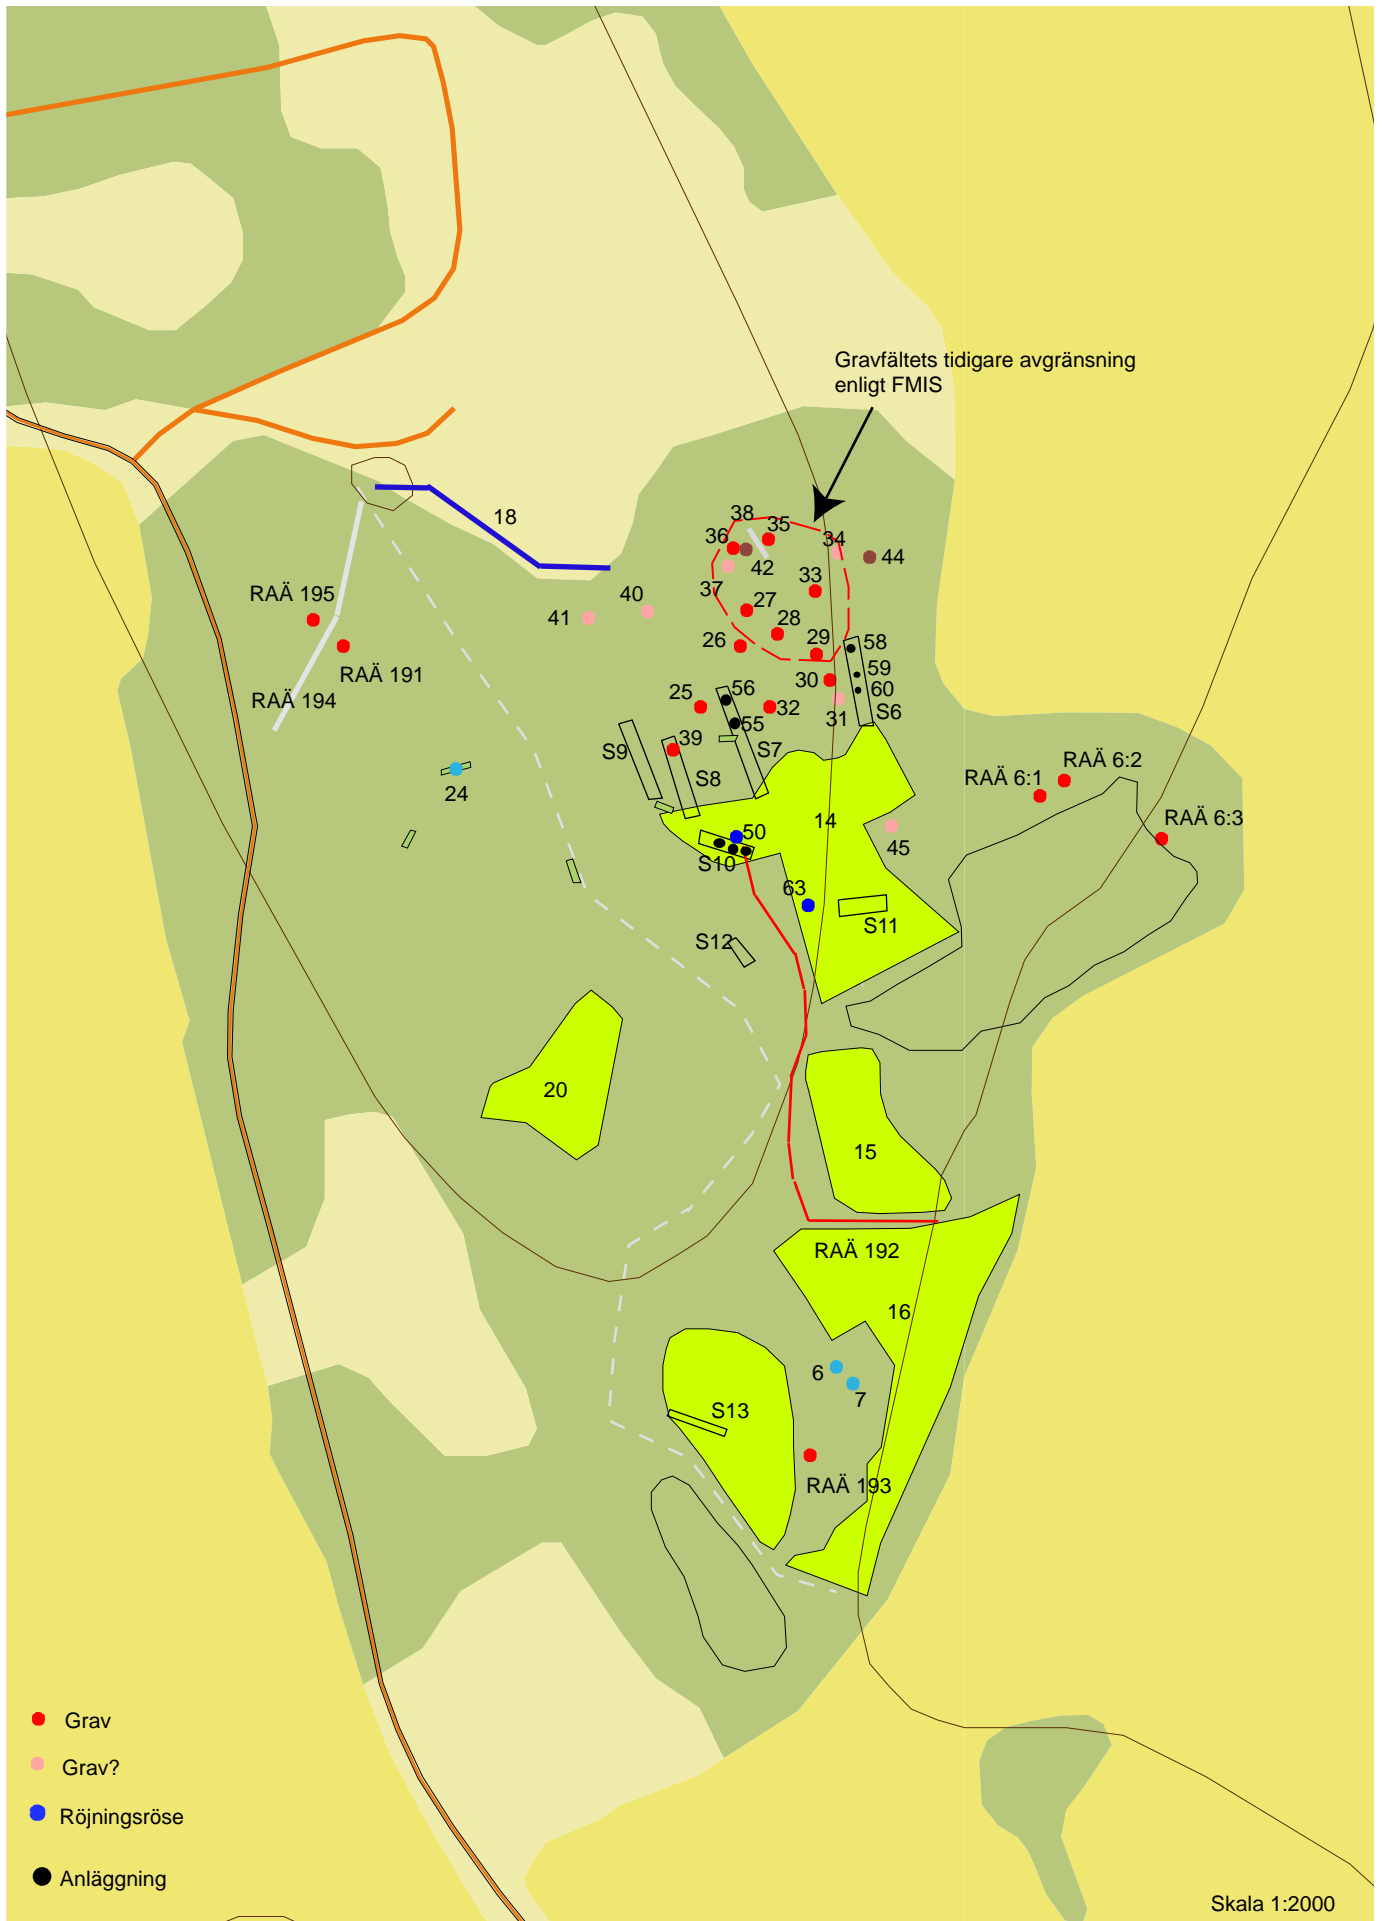 Gravfältets tidigare avgränsning
enligt FMIS
18
38
35
36
34
44
42
37
33
RAÄ 195
40
41
27
28
26
29
58
59
60
RAÄ 191
RAÄ 194
30
25
56
32
31
S6
55
39
S9
S7
S8
24
RAÄ 6:2
RAÄ 6:1
RAÄ 6:3
14
50
45
S10
63
S11
S12
20
15
RAÄ 192
16
6
7
S13
RAÄ 193
Grav
Grav?
Röjningsröse
Anläggning
Skala 1:2000